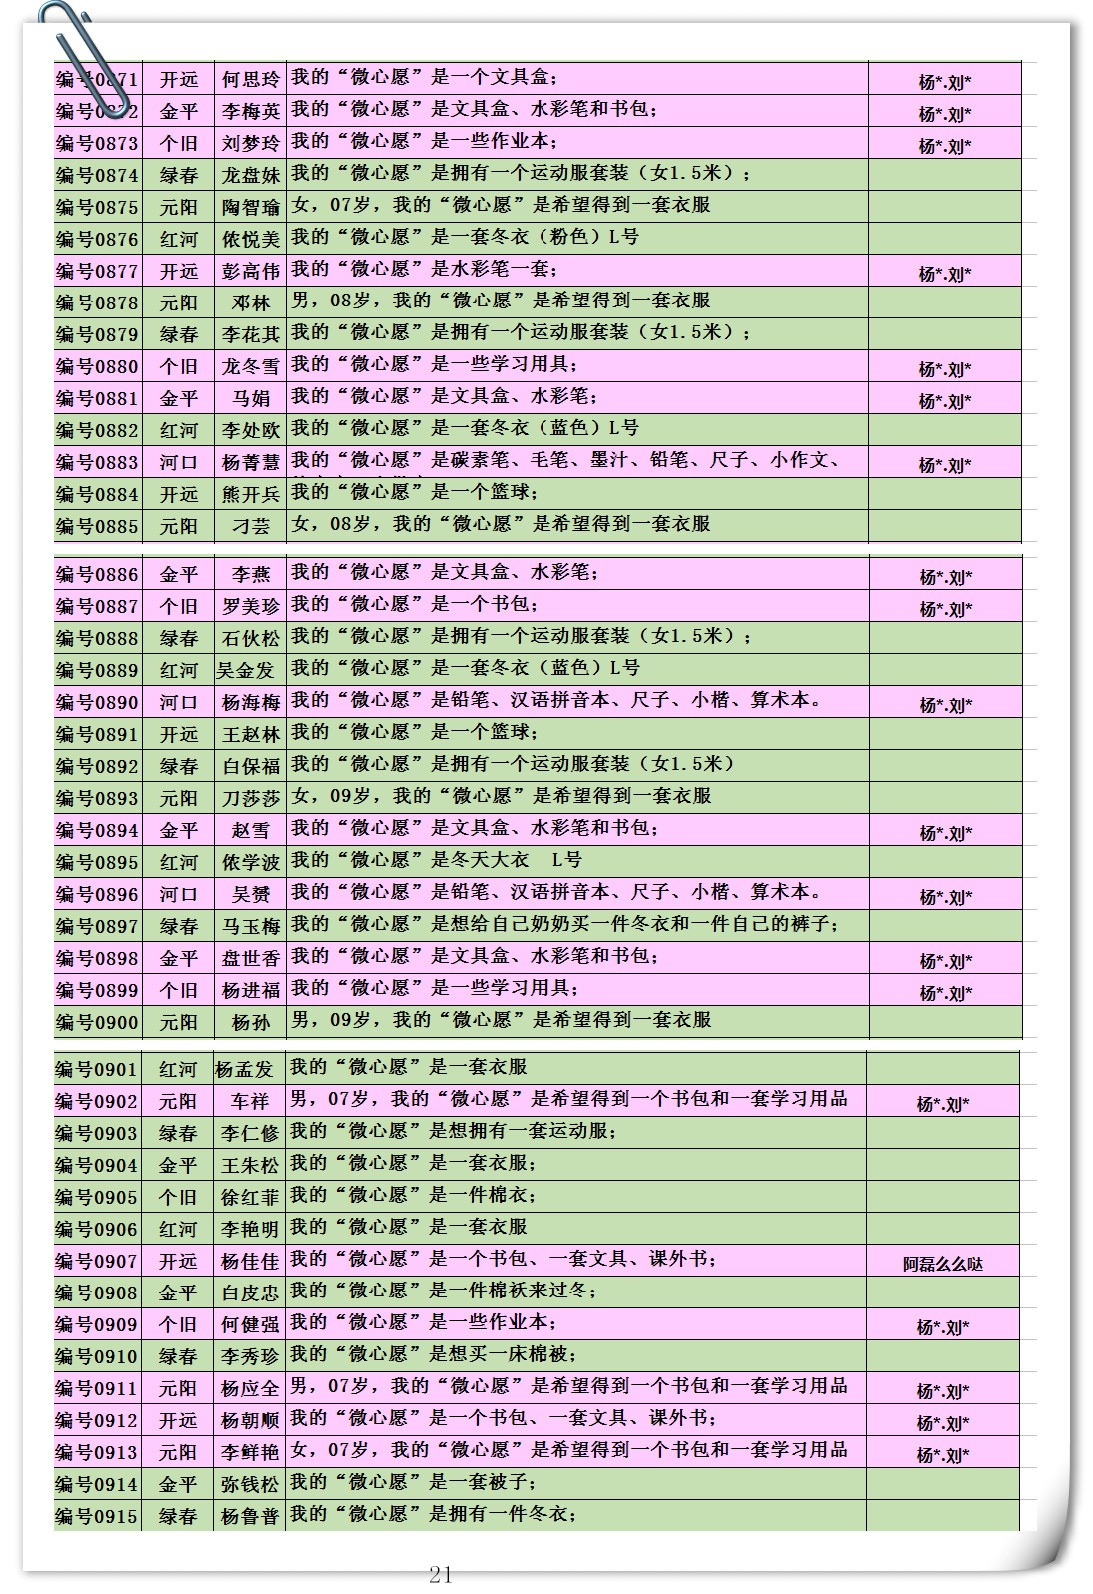 编号0871 开远 何思玲 我的“微心愿”是一个文具盒； 杨*.刘*
编号0872 金平 李梅英 我的“微心愿”是文具盒、水彩笔和书包； 杨*.刘*
编号0873 个旧 刘梦玲 我的“微心愿”是一些作业本； 杨*.刘*
编号0874 绿春 龙盘妹 我的“微心愿”是拥有一个运动服套装（女1.5米）；
编号0875 元阳 陶智瑜 女，07岁，我的“微心愿”是希望得到一套衣服
编号0876 红河 侬悦美 我的“微心愿”是一套冬衣（粉色）L号
编号0877 开远 彭高伟 我的“微心愿”是水彩笔一套； 杨*.刘*
编号0878 元阳 邓林 男，08岁，我的“微心愿”是希望得到一套衣服
编号0879 绿春 李花其 我的“微心愿”是拥有一个运动服套装（女1.5米）；
编号0880 个旧 龙冬雪 我的“微心愿”是一些学习用具； 杨*.刘*
编号0881 金平 马娟 我的“微心愿”是文具盒、水彩笔； 杨*.刘*
编号0882 红河 李处欧 我的“微心愿”是一套冬衣（蓝色）L号
编号0883 河口 杨菁慧 我的“微心愿”是碳素笔、毛笔、墨汁、铅笔、尺子、小作文、 杨*.刘*
编号0884 开远 熊开兵 我的“微心愿”是一个篮球；
编号0885 元阳 刁芸 女，08岁，我的“微心愿”是希望得到一套衣服
编号0886 金平 李燕 我的“微心愿”是文具盒、水彩笔； 杨*.刘*
编号0887 个旧 罗美珍 我的“微心愿”是一个书包； 杨*.刘*
编号0888 绿春 石伙松 我的“微心愿”是拥有一个运动服套装（女1.5米）；
编号0889 红河 吴金发 我的“微心愿”是一套冬衣（蓝色）L号
编号0890 河口 杨海梅 我的“微心愿”是铅笔、汉语拼音本、尺子、小楷、算术本。 杨*.刘*
编号0891 开远 王赵林 我的“微心愿”是一个篮球；
编号0892 绿春 白保福 我的“微心愿”是拥有一个运动服套装（女1.5米）
编号0893 元阳 刀莎莎 女，09岁，我的“微心愿”是希望得到一套衣服
编号0894 金平 赵雪 我的“微心愿”是文具盒、水彩笔和书包； 杨*.刘*
编号0895 红河 侬学波 我的“微心愿”是冬天大衣 L号
编号0896 河口 吴赟 我的“微心愿”是铅笔、汉语拼音本、尺子、小楷、算术本。 杨*.刘*
编号0897 绿春 马玉梅 我的“微心愿”是想给自己奶奶买一件冬衣和一件自己的裤子；
编号0898 金平 盘世香 我的“微心愿”是文具盒、水彩笔和书包； 杨*.刘*
编号0899 个旧 杨进福 我的“微心愿”是一些学习用具； 杨*.刘*
编号0900 元阳 杨孙 男，09岁，我的“微心愿”是希望得到一套衣服
编号0901 红河 杨孟发 我的“微心愿”是一套衣服
编号0902 元阳 车祥 男，07岁，我的“微心愿”是希望得到一个书包和一套学习用品 杨*.刘*
编号0903 绿春 李仁修 我的“微心愿”是想拥有一套运动服；
编号0904 金平 王朱松 我的“微心愿”是一套衣服；
编号0905 个旧 徐红菲 我的“微心愿”是一件棉衣；
编号0906 红河 李艳明 我的“微心愿”是一套衣服
编号0907 开远 杨佳佳 我的“微心愿”是一个书包、一套文具、课外书； 阿磊么么哒
编号0908 金平 白皮忠 我的“微心愿”是一件棉袄来过冬；
编号0909 个旧 何健强 我的“微心愿”是一些作业本； 杨*.刘*
编号0910 绿春 李秀珍 我的“微心愿”是想买一床棉被；
编号0911 元阳 杨应全 男，07岁，我的“微心愿”是希望得到一个书包和一套学习用品 杨*.刘*
编号0912 开远 杨朝顺 我的“微心愿”是一个书包、一套文具、课外书； 杨*.刘*
编号0913 元阳 李鲜艳 女，07岁，我的“微心愿”是希望得到一个书包和一套学习用品 杨*.刘*
编号0914 金平 弥钱松 我的“微心愿”是一套被子；
编号0915 绿春 杨鲁普 我的“微心愿”是拥有一件冬衣；
21